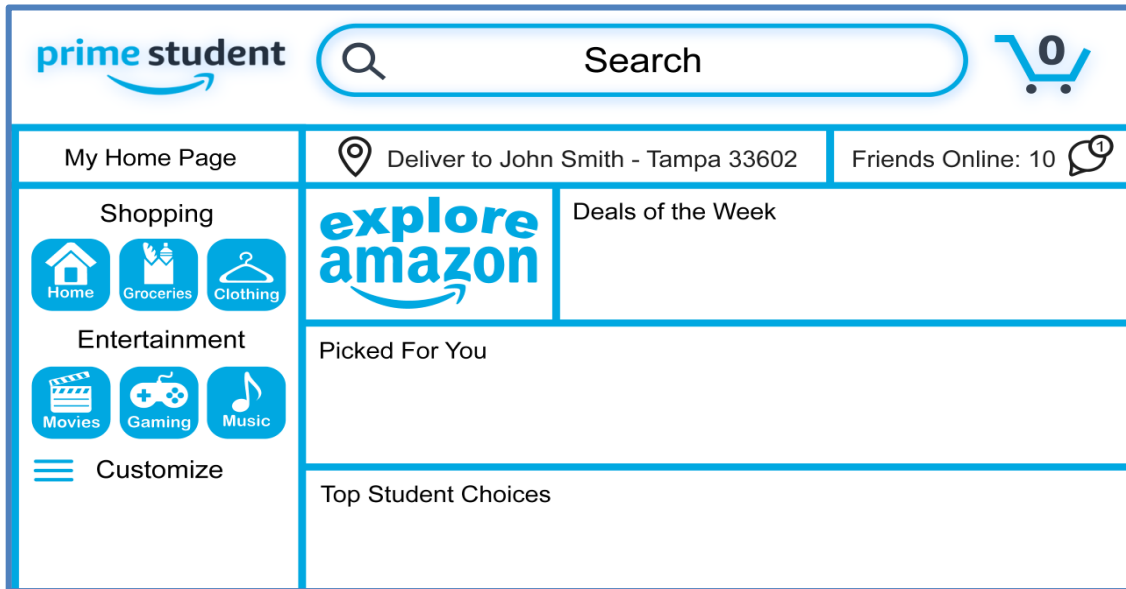 prime student
Search
0
My Home Page
Deliver to John Smith - Tampa 33602
Friends Online: 10
1
Shopping
Home
Groceries
Clothing
Entertainment
Movies
Gaming
Music
Customize
explore
amazon
Deals of the Week
Picked For You
Top Student Choices